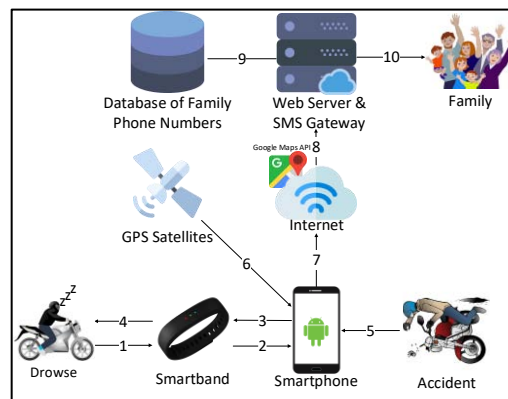 9
10
Database of Family
Phone Numbers
Web Server &
SMS Gateway
Family
Google Maps API
8
G
GPS Satellites
Internet
6
7
zzz
4
3
5
1
2
Drowse
Smartband
Smartphone
Accident